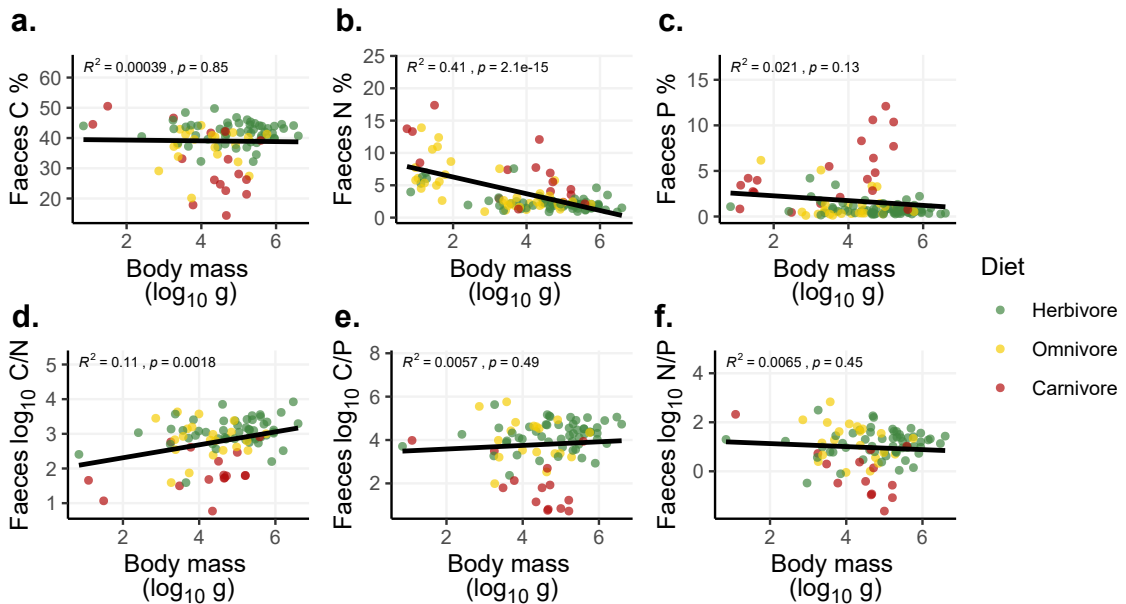 a.
R² = 0.00039 , p = 0.85
Faeces C %
60
50
40
30
20
2 4 6
Body mass
(log₁₀ g)
b.
R² = 0.41 , p = 2.1e-15
Faeces N %
25
20
15
10
5
0
2 4 6
Body mass
(log₁₀ g)
c.
R² = 0.021 , p = 0.13
Faeces P %
15
10
5
0
2 4 6
Body mass
(log₁₀ g)
d.
R² = 0.11 , p = 0.0018
Faeces log₁₀ C/N
5
4
3
2
1
2 4 6
Body mass
(log₁₀ g)
e.
R² = 0.0057 , p = 0.49
Faeces log₁₀ C/P
8
6
4
2
2 4 6
Body mass
(log₁₀ g)
f.
R² = 0.0065 , p = 0.45
Faeces log₁₀ N/P
4
2
0
2 4 6
Body mass
(log₁₀ g)
Diet
Herbivore
Omnivore
Carnivore